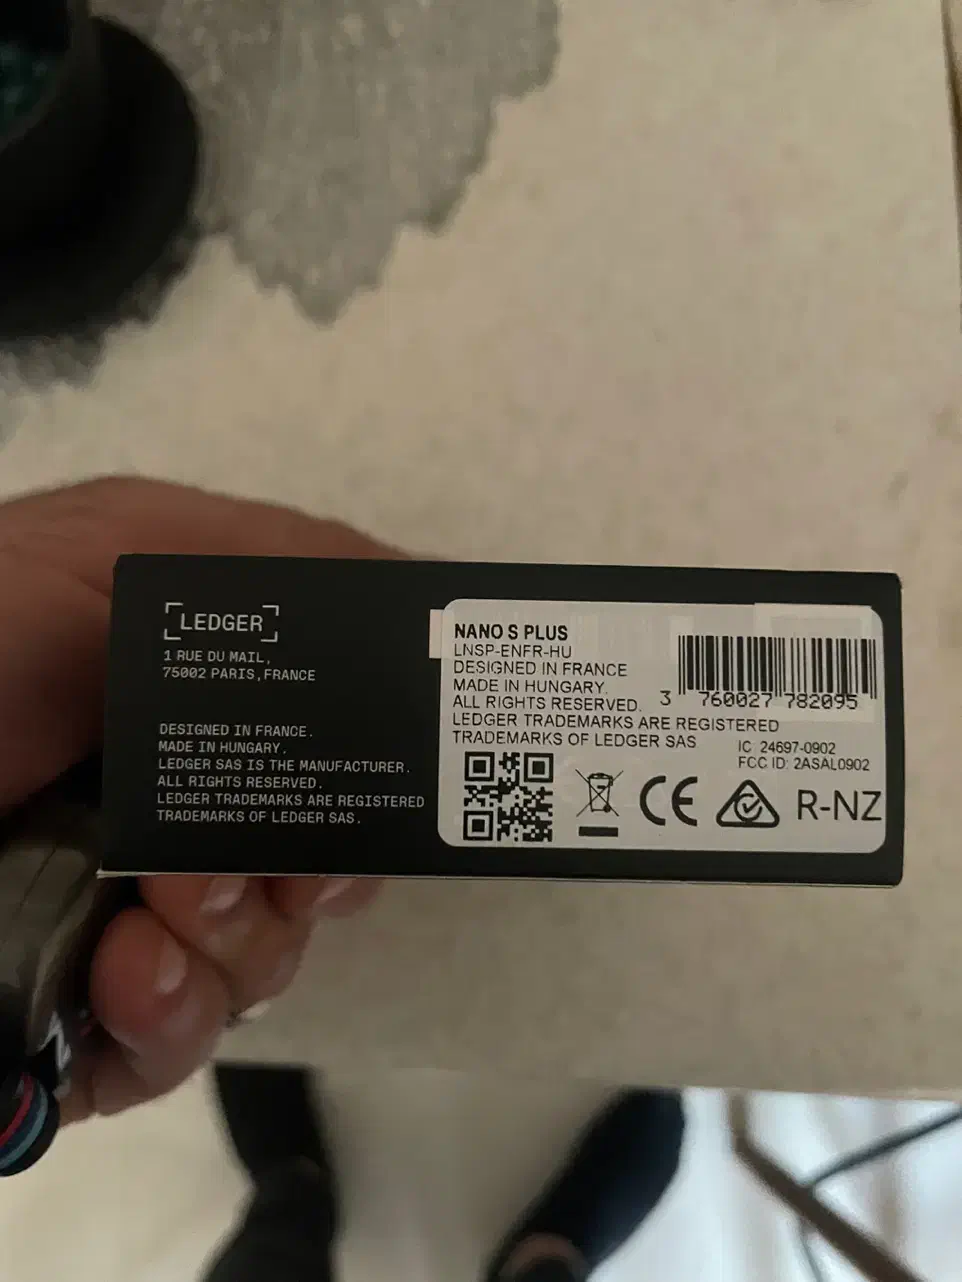 LEDGER
1 RUE DU MAIL,
75002 PARIS, FRANCE
DESIGNED IN FRANCE.
MADE IN HUNGARY.
LEDGER SAS IS THE MANUFACTURER.
ALL RIGHTS RESERVED.
LEDGER TRADEMARKS ARE REGISTERED
TRADEMARKS OF LEDGER SAS.
NANO S PLUS
LNSP-ENFR-HU
DESIGNED IN FRANCE
MADE IN HUNGARY.
ALL RIGHTS RESERVED.
LEDGER TRADEMARKS ARE REGISTERED
TRADEMARKS OF LEDGER SAS
3 760027 782095
IC: 24697-0902
FCC ID: 2ASAL0902
CE
R-NZ